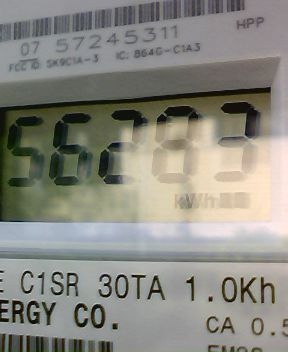 HPP
07 57245311
FCC ID SK9C1A-3 IC: 864G-C1A3
56283
kWh
E C1SR 30TA 1.0Kh
ERGY CO.
CA 0.5